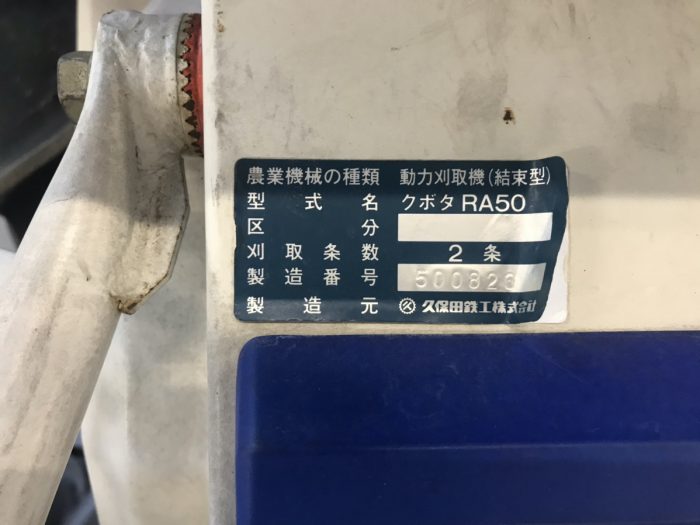 農業機械の種類 動力刈取機(結束型)
型式名 クボタ RA50
区分
刈取条数 2条
製造番号 500823
製造元 久保田鉄工株式会社